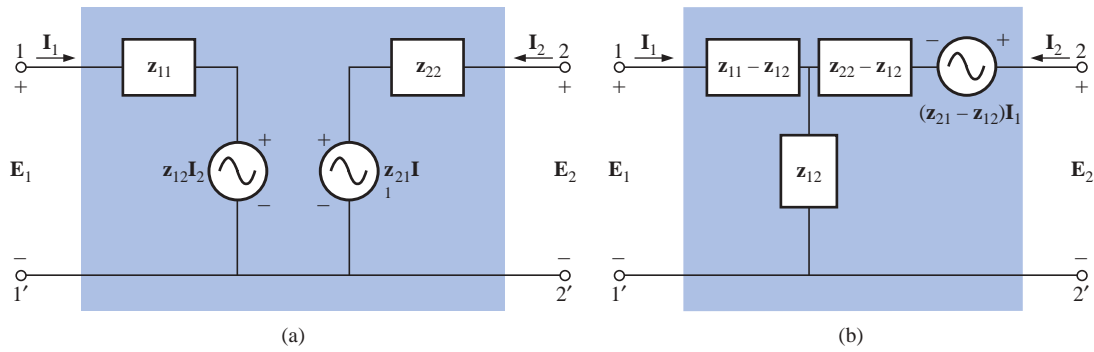 1 I₁ I₂ 2
z₁₁ z₂₂
+ +
+ +
E₁ z₁₂I₂ z₂₁I E₂
1
– –
– –
1′ 2′
(a)
1 I₁ – + I₂ 2
z₁₁ – z₁₂ z₂₂ – z₁₂
+ +
(z₂₁ – z₁₂)I₁
E₁ z₁₂ E₂
– –
1′ 2′
(b)